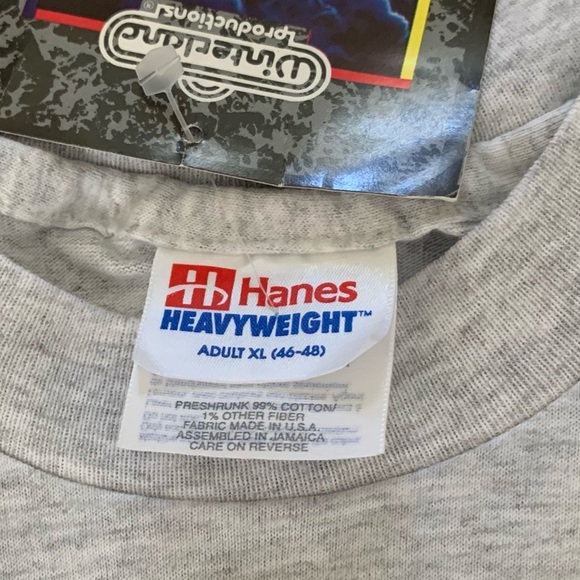 Winterland
productions!
Hanes
HEAVYWEIGHT™
ADULT XL (46-48)
PRESHRUNK 99% COTTON/
1% OTHER FIBER
FABRIC MADE IN U.S.A.
ASSEMBLED IN JAMAICA
CARE ON REVERSE